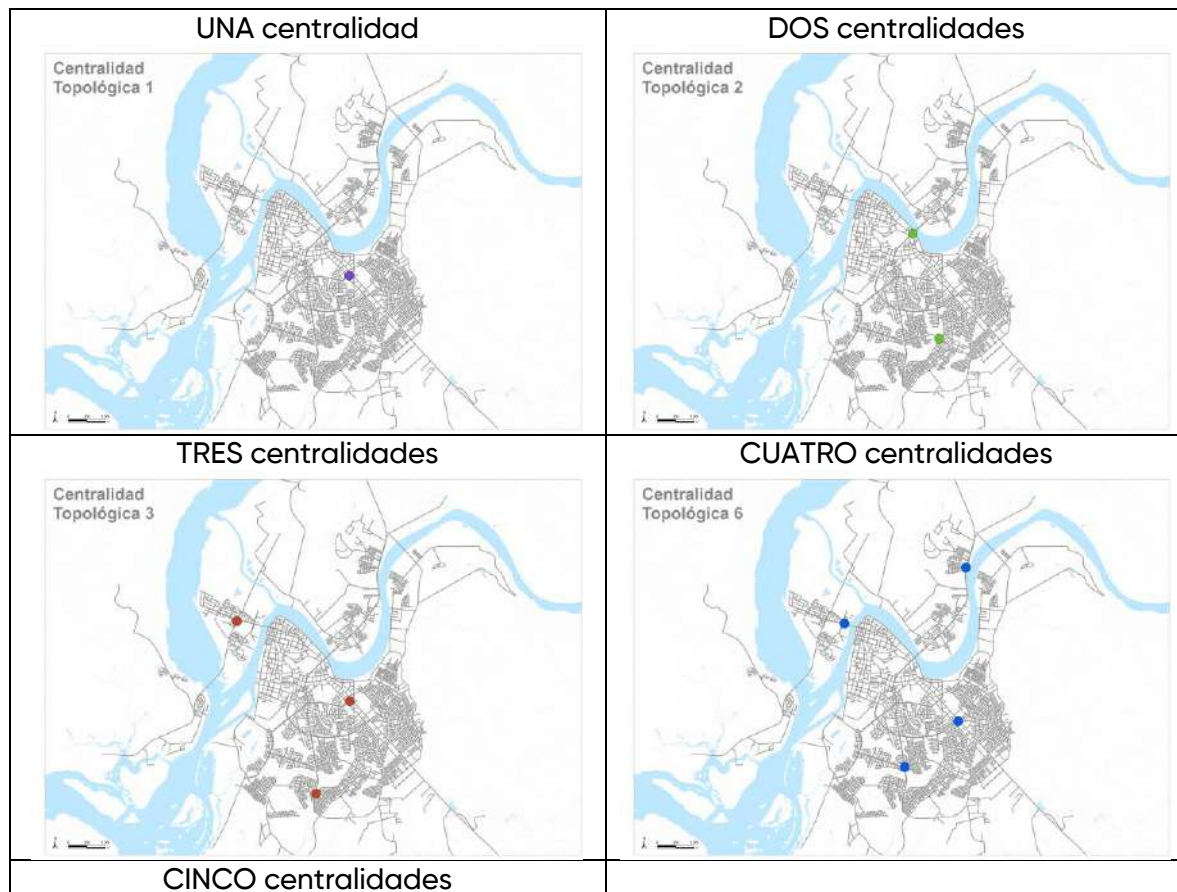 UNA centralidad
DOS centralidades
Centralidad
Topológica 1
Centralidad
Topológica 2
TRES centralidades
CUATRO centralidades
Centralidad
Topológica 3
Centralidad
Topológica 6
CINCO centralidades